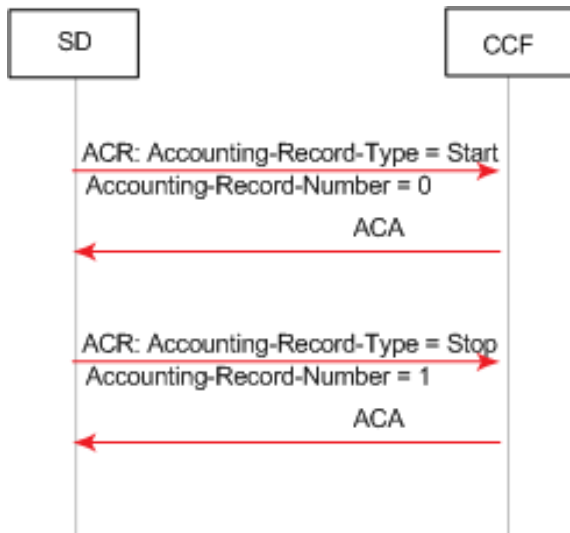 SD
CCF
ACR: Accounting-Record-Type = Start
Accounting-Record-Number = 0
ACA
ACR: Accounting-Record-Type = Stop
Accounting-Record-Number = 1
ACA